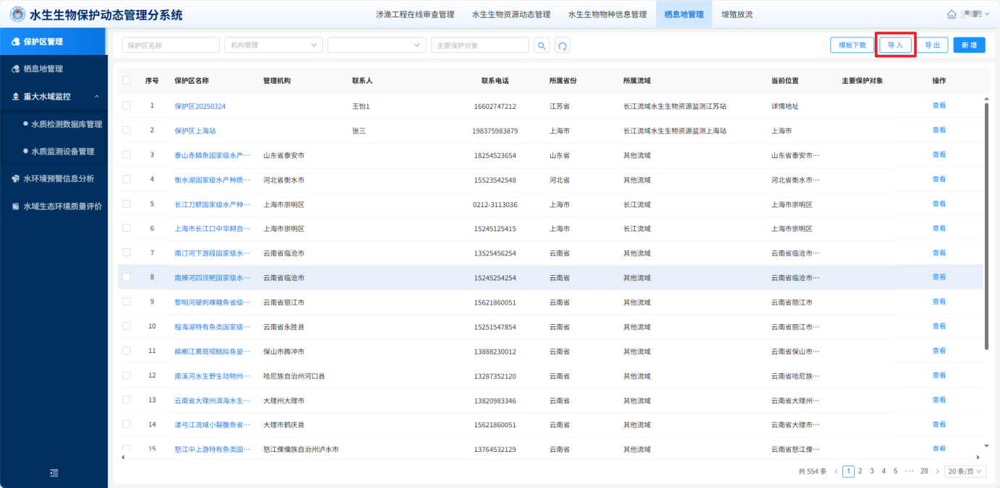 水生生物保护动态管理分系统 涉渔工程在线审查管理 水生生物资源动态管理 水生生物物种信息管理 栖息地管理 增殖放流
保护区管理
栖息地管理
重大水域监控
水质检测数据库管理
水质监测设备管理
水环境预警信息分析
水域生态环境质量评价
保护区名称 机构管理 主要保护对象 模板下载 导入 导出 新增
序号 保护区名称 管理机构 联系人 联系电话 所属省份 所属流域 当前位置 主要保护对象 操作
1 保护区20250324 王怡1 16602747212 江苏省 长江流域水生生物资源监测江苏站 详情地址 查看
2 保护区上海站 张三 198375983879 上海市 长江流域水生生物资源监测上海站 上海市 查看
3 泰山赤鳞鱼国家级水产… 山东省泰安市 18254523654 山东省 其他流域 山东省泰安市… 查看
4 衡水湖国家级水产种质… 河北省衡水市 15523542548 河北省 其他流域 河北省衡水市… 查看
5 长江刀鲚国家级水产种… 上海市崇明区 0212-3113036 上海市 长江流域 上海市崇明区 查看
6 上海市长江口中华鲟自… 上海市崇明区 15245125415 上海市 长江流域 上海市崇明区 查看
7 南汀河下游段国家级水… 云南省临沧市 13525456254 云南省 其他流域 云南省临沧市… 查看
8 南捧河四须鲃国家级水… 云南省临沧市 15245254254 云南省 其他流域 云南省临沧市… 查看
9 黎明河硬刺裸鲤鱼省级… 云南省丽江市 15621860051 云南省 其他流域 云南省丽江市 查看
10 程海湖特有鱼类国家级… 云南省永胜县 15251547854 云南省 其他流域 云南省丽江市… 查看
11 槟榔江黄斑褶鮡拟鱼晏… 保山市腾冲市 13888230012 云南省 其他流域 云南省保山市… 查看
12 南溪河水生野生动物州… 哈尼族自治州河口县 13287352120 云南省 其他流域 云南省哈尼族… 查看
13 云南省大理州洱海水生… 大理州大理市 13820983346 云南省 其他流域 云南省大理州… 查看
14 漾弓江流域小裂腹鱼省… 大理市鹤庆县 15621860051 云南省 其他流域 云南省大理市… 查看
15 怒江中上游特有鱼类国… 怒江傈僳族自治州泸水市 13764532129 云南省 其他流域 云南省怒江傈… 查看
共 554 条 < 1 2 3 4 5 ··· 28 > 20 条/页